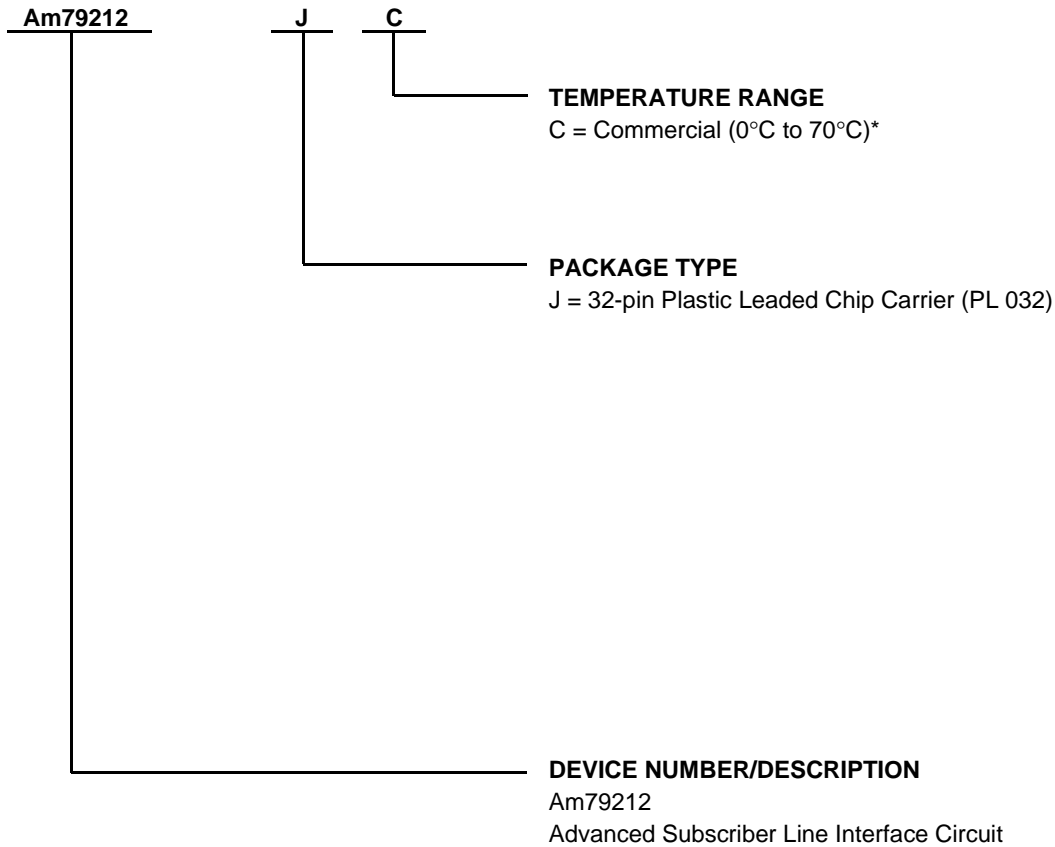 Am79212 J C
TEMPERATURE RANGE
C = Commercial (0°C to 70°C)*
PACKAGE TYPE
J = 32-pin Plastic Leaded Chip Carrier (PL 032)
DEVICE NUMBER/DESCRIPTION
Am79212
Advanced Subscriber Line Interface Circuit